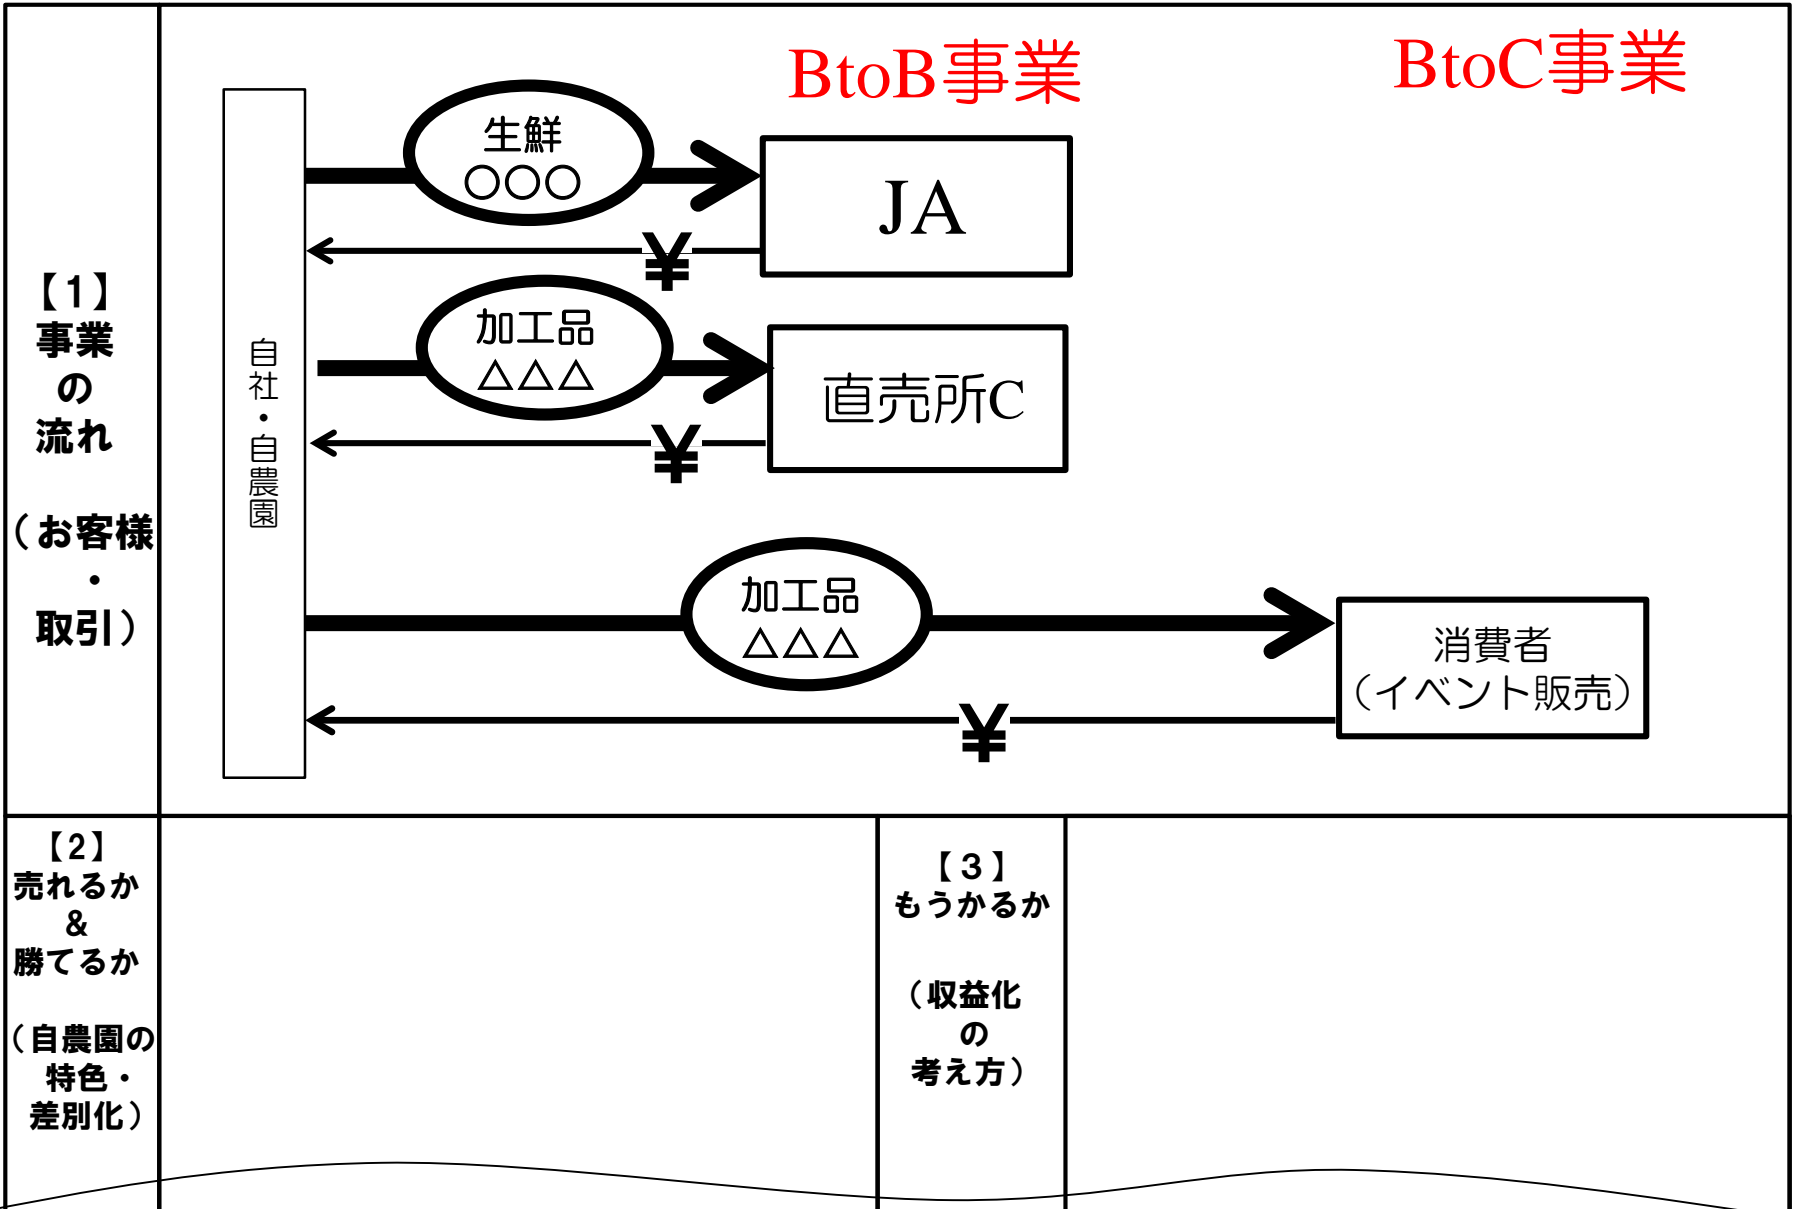 BtoB事業
BtoC事業
【1】
事業
の
流れ
（お客様
・
取引）
自社・自農園
生鮮
○○○
JA
¥
加工品
△△△
直売所C
¥
加工品
△△△
消費者
（イベント販売）
¥
【2】
売れるか
&
勝てるか
（自農園の
特色・
差別化）
【3】
もうかるか
（収益化
の
考え方）